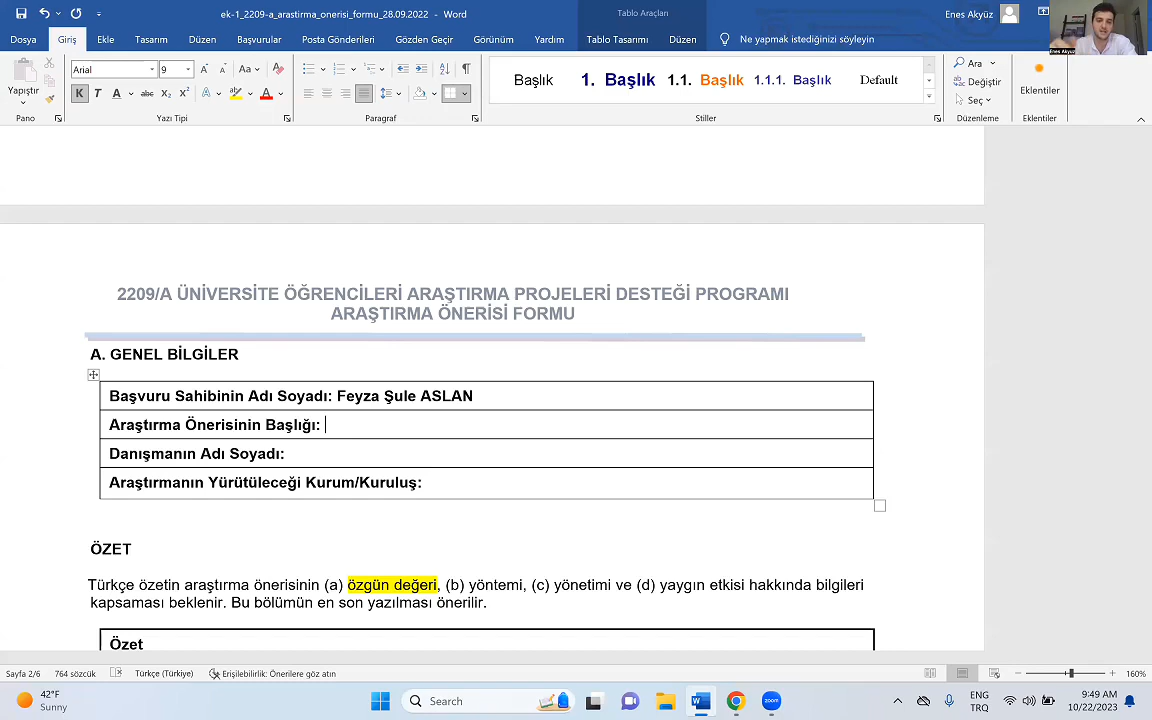 ek-1_2209-a_arastirma_onerisi_formu_28.09.2022 - Word
Tablo Araçları
Enes Akyüz
Dosya Giriş Ekle Tasarım Düzen Başvurular Posta Gönderileri Gözden Geçir Görünüm Yardım Tablo Tasarımı Düzen Ne yapmak istediğinizi söyleyin
Enes Akyüz
Yapıştır
Arial 9 Aa
K T A abc X₂ X² A A
Başlık 1. Başlık 1.1. Başlık 1.1.1. Başlık Default
Ara
Değiştir
Seç
Eklentiler
Pano Yazı Tipi Paragraf Stiller Düzenleme Eklentiler
2209/A ÜNİVERSİTE ÖĞRENCİLERİ ARAŞTIRMA PROJELERİ DESTEĞİ PROGRAMI
ARAŞTIRMA ÖNERİSİ FORMU
A. GENEL BİLGİLER
Başvuru Sahibinin Adı Soyadı: Feyza Şule ASLAN
Araştırma Önerisinin Başlığı:
Danışmanın Adı Soyadı:
Araştırmanın Yürütüleceği Kurum/Kuruluş:
ÖZET
Türkçe özetin araştırma önerisinin (a) özgün değeri, (b) yöntemi, (c) yönetimi ve (d) yaygın etkisi hakkında bilgileri
kapsaması beklenir. Bu bölümün en son yazılması önerilir.
Özet
Sayfa 2/6 764 sözcük Türkçe (Türkiye) Erişilebilirlik: Önerilere göz atın 160%
42°F
Sunny
Search
zoom
ENG
TRQ
9:49 AM
10/22/2023